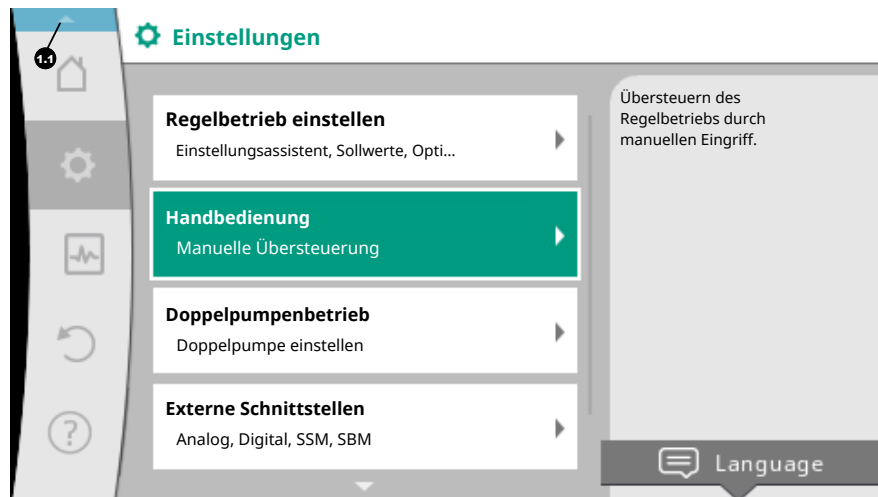 1.1
Einstellungen
Regelbetrieb einstellen
Einstellungsassistent, Sollwerte, Opti...
Handbedienung
Manuelle Übersteuerung
Doppelpumpenbetrieb
Doppelpumpe einstellen
Externe Schnittstellen
Analog, Digital, SSM, SBM
Übersteuern des
Regelbetriebs durch
manuellen Eingriff.
?
Language